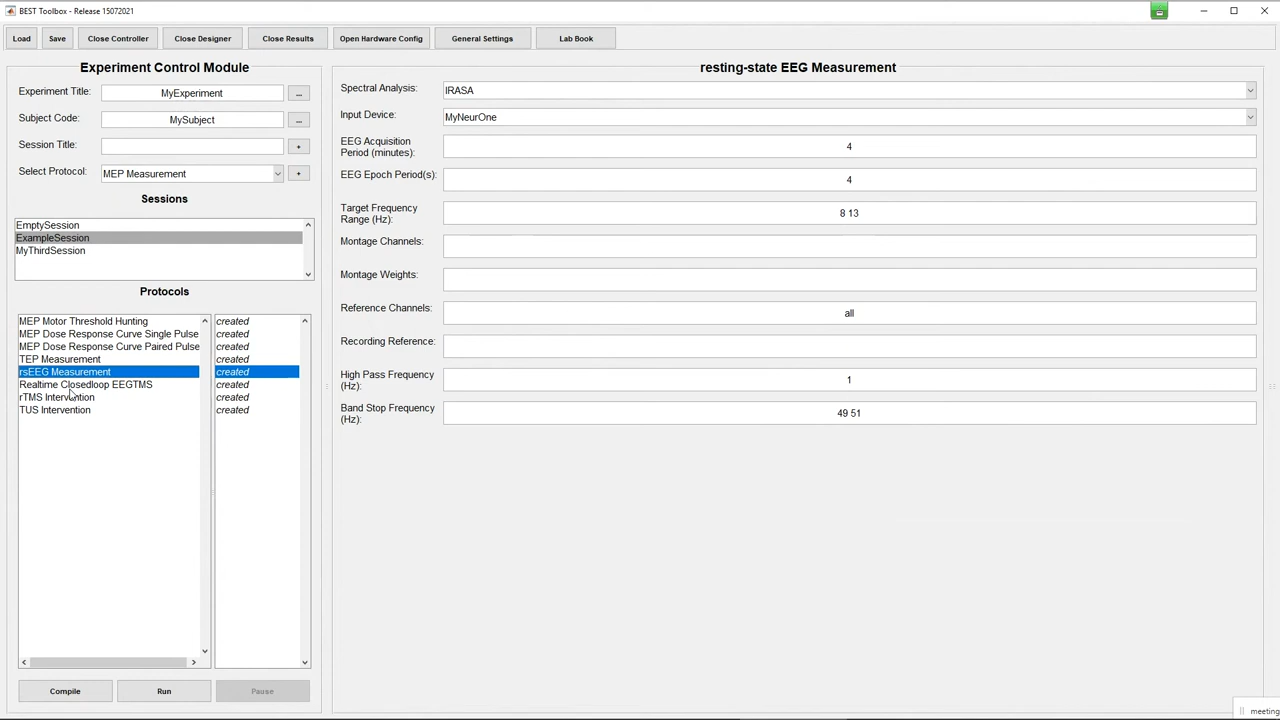 BEST Toolbox - Release 15072021
Load
Save
Close Controller
Close Designer
Close Results
Open Hardware Config
General Settings
Lab Book
Experiment Control Module
Experiment Title:
MyExperiment
...
Subject Code:
MySubject
...
Session Title:
+
Select Protocol:
MEP Measurement
+
Sessions
EmptySession
ExampleSession
MyThirdSession
Protocols
MEP Motor Threshold Hunting created
MEP Dose Response Curve Single Pulse created
MEP Dose Response Curve Paired Pulse created
TEP Measurement created
rsEEG Measurement created
Realtime Closedloop EEGTMS created
rTMS Intervention created
TUS Intervention created
Compile
Run
Pause
resting-state EEG Measurement
Spectral Analysis:
IRASA
Input Device:
MyNeurOne
EEG Acquisition
Period (minutes):
4
EEG Epoch Period(s):
4
Target Frequency
Range (Hz):
8 13
Montage Channels:
Montage Weights:
Reference Channels:
all
Recording Reference:
High Pass Frequency
(Hz):
1
Band Stop Frequency
(Hz):
49 51
meeting